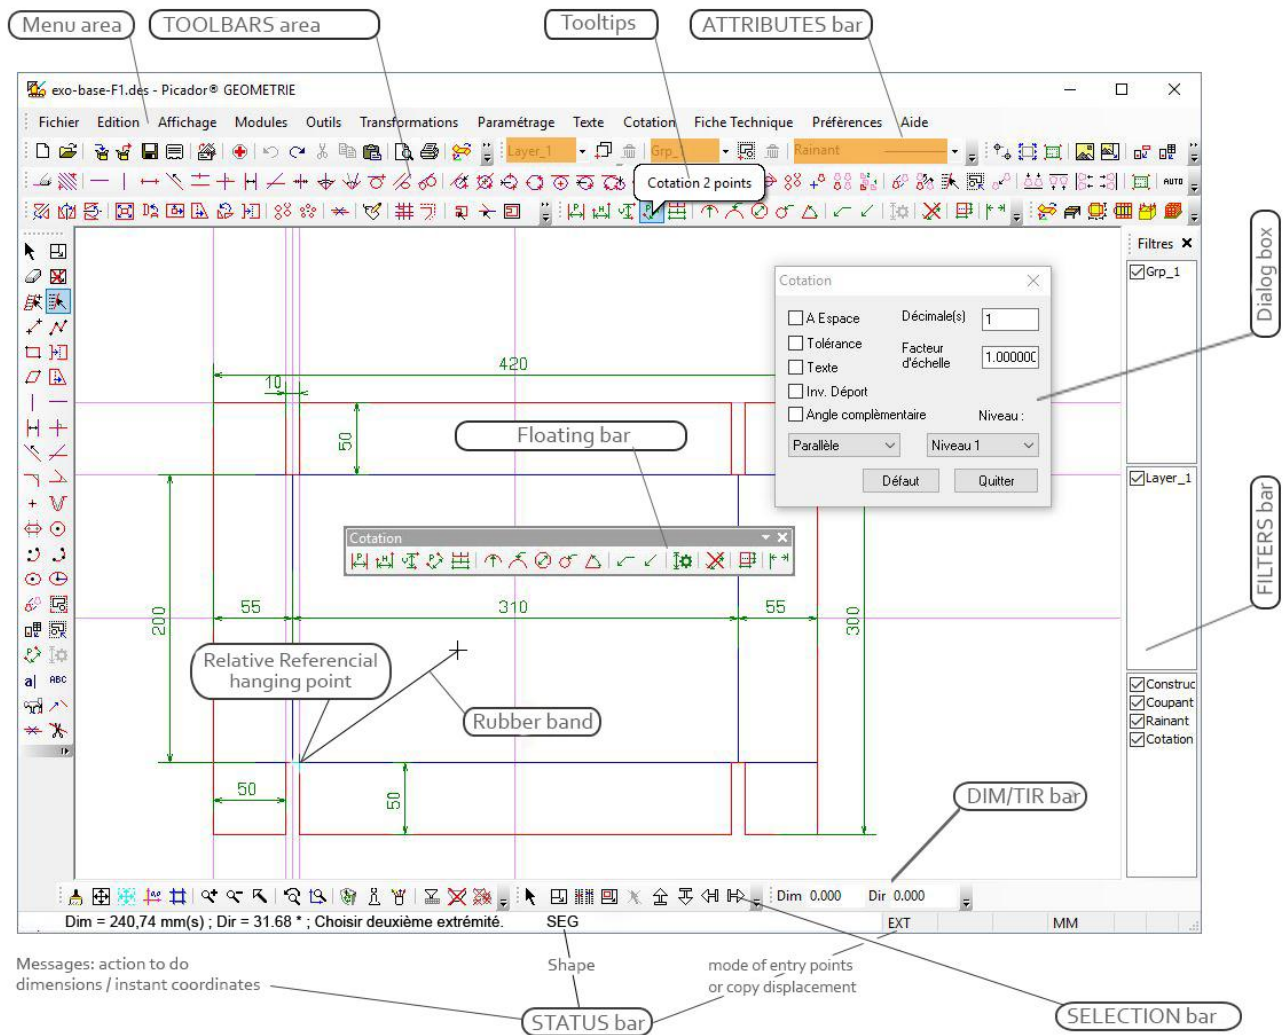 Menu area
TOOLBARS area
Tooltips
ATTRIBUTES bar
exo-base-F1.des - Picador® GEOMETRIE
Fichier Edition Affichage Modules Outils Transformations Paramétrage Texte Cotation Fiche Technique Préférences Aide
Layer_1
Rainant
Cotation 2 points
AUTO
Filtres
Grp_1
Cotation
A Espace
Décimale(s)
1
Tolérance
Facteur
d'échelle
1.00000
Texte
Inv. Déport
Angle complèmentaire
Niveau :
Parallèle
Niveau 1
Défaut
Quitter
Dialog box
420
10
50
Floating bar
Layer_1
Cotation
FILTERS bar
200
55
310
55
300
Relative Referencial
hanging point
Rubber band
a|
ABC
Construc
Coupant
Rainant
Cotation
50
50
DIM/TIR bar
Dim 0.000
Dir 0.000
Dim = 240,74 mm(s) ; Dir = 31.68 * ; Choisir deuxième extrémité.
SEG
EXT
MM
Messages: action to do
dimensions / instant coordinates
Shape
mode of entry points
or copy displacement
STATUS bar
SELECTION bar